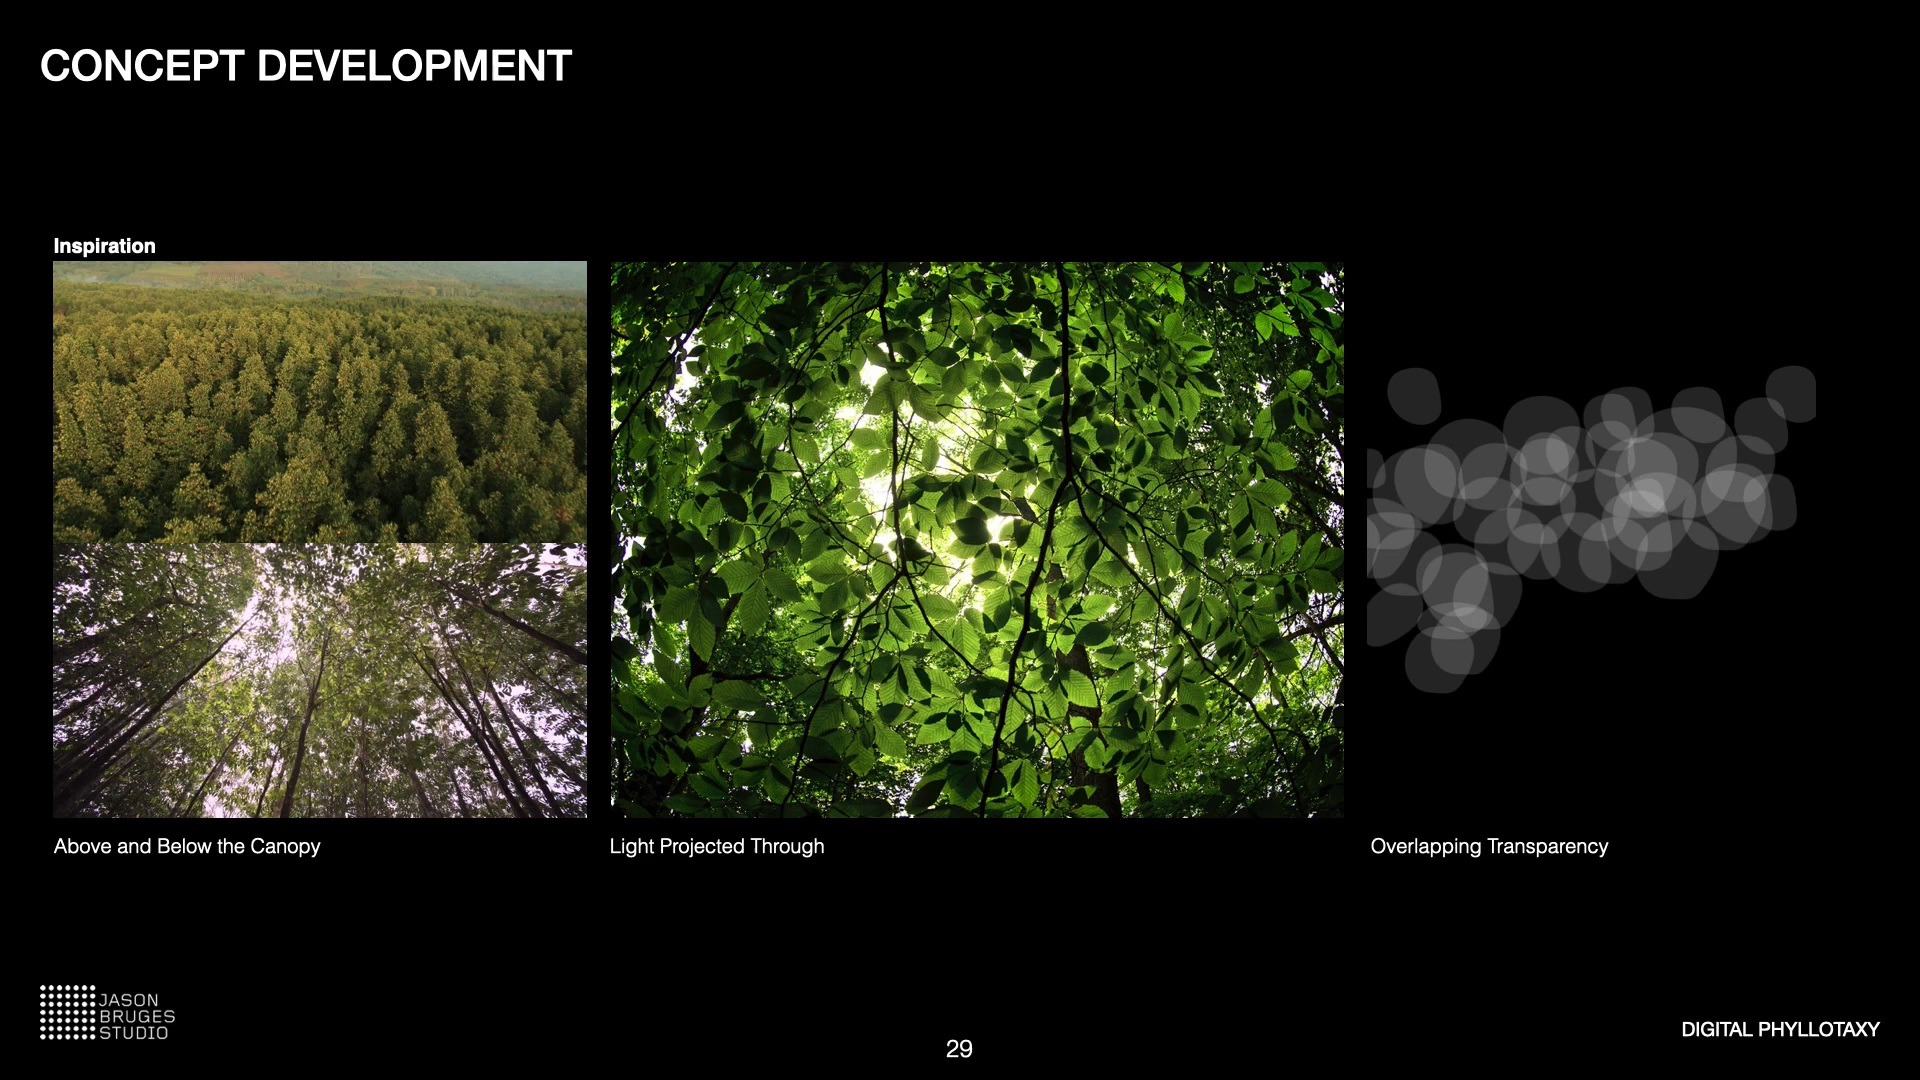 CONCEPT DEVELOPMENT
Inspiration
Above and Below the Canopy
Light Projected Through
Overlapping Transparency
JASON
BRUGES
STUDIO
29
DIGITAL PHYLLOTAXY